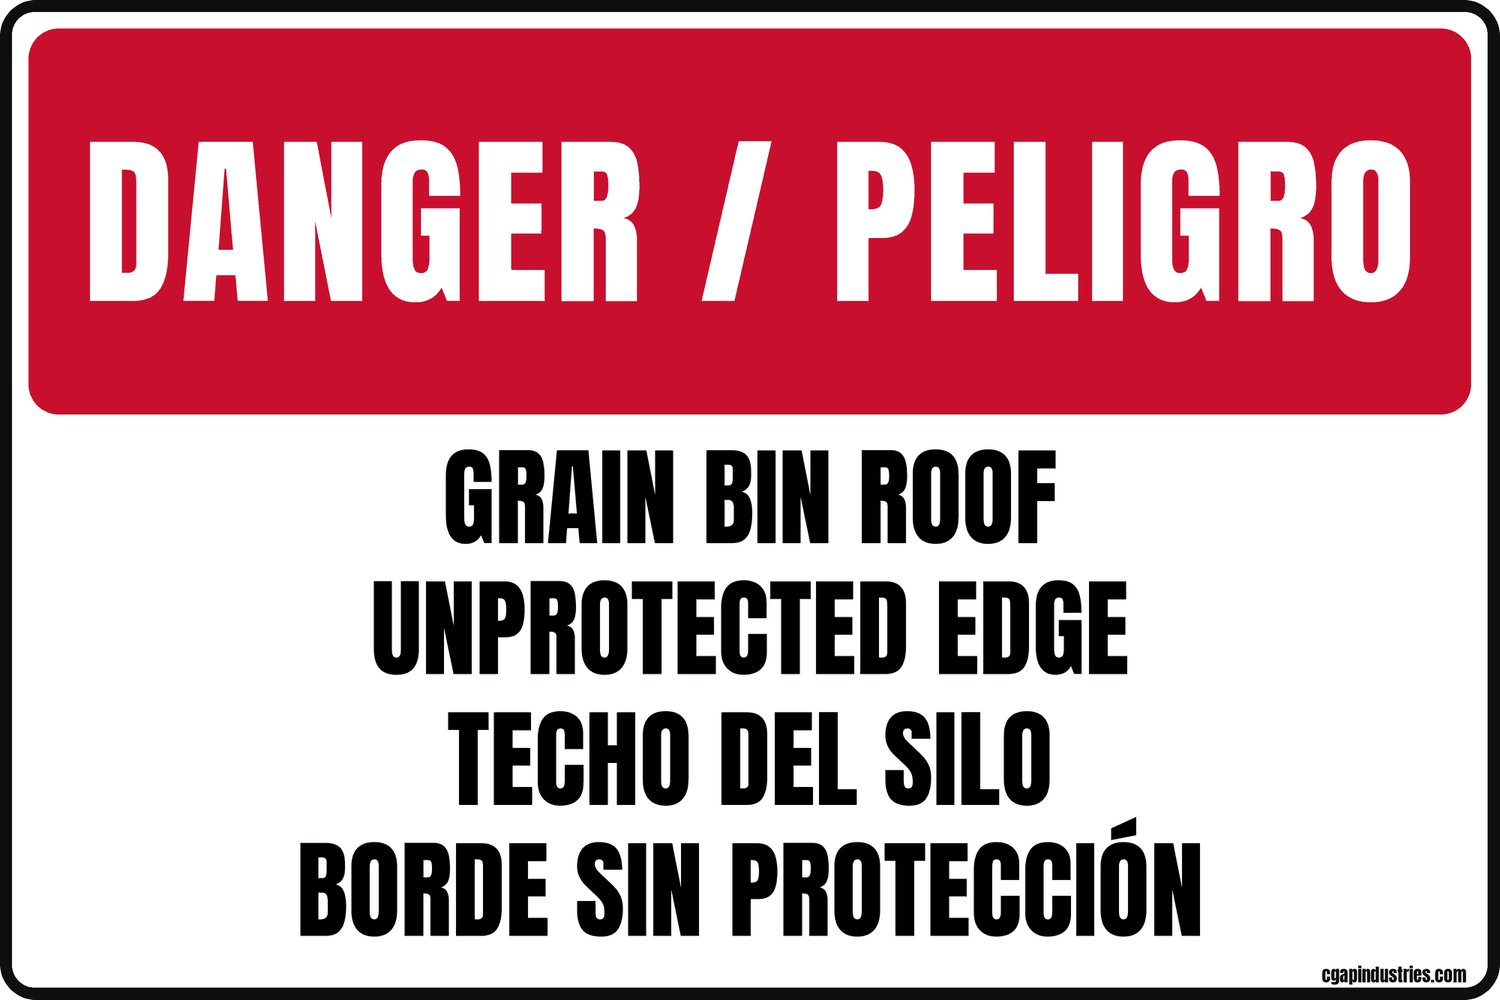 DANGER / PELIGRO
GRAIN BIN ROOF
UNPROTECTED EDGE
TECHO DEL SILO
BORDE SIN PROTECCIÓN
cgapindustries.com